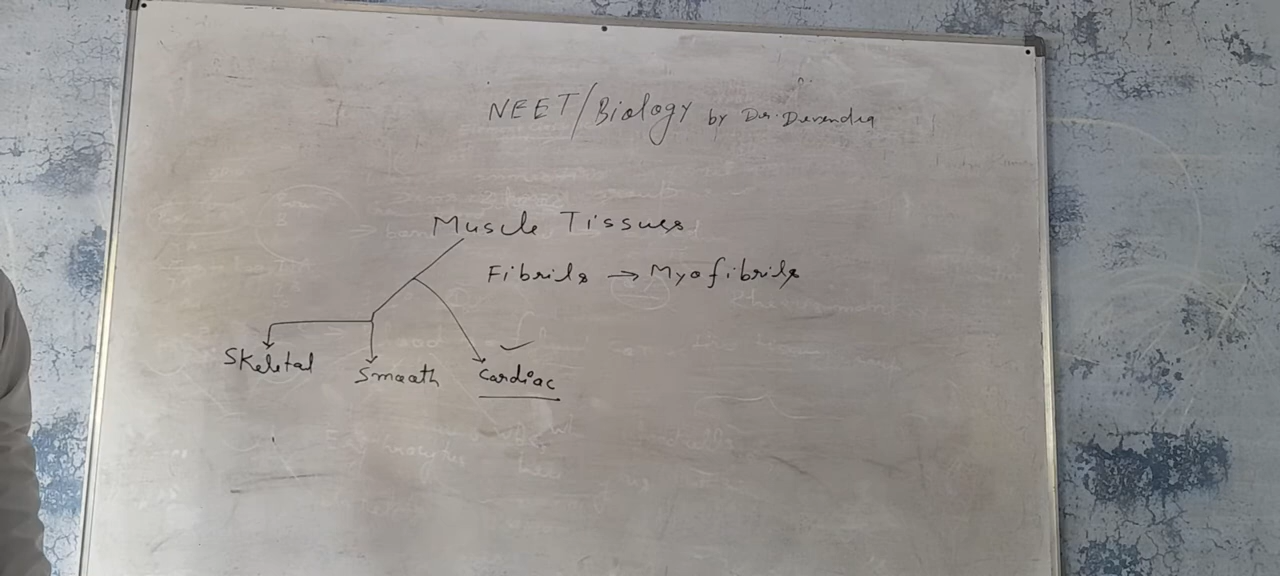 NEET/Biology by Dr. Devendra
Muscle Tissues
Fibrils → Myofibrils
Skeletal
Smooth
Cardiac